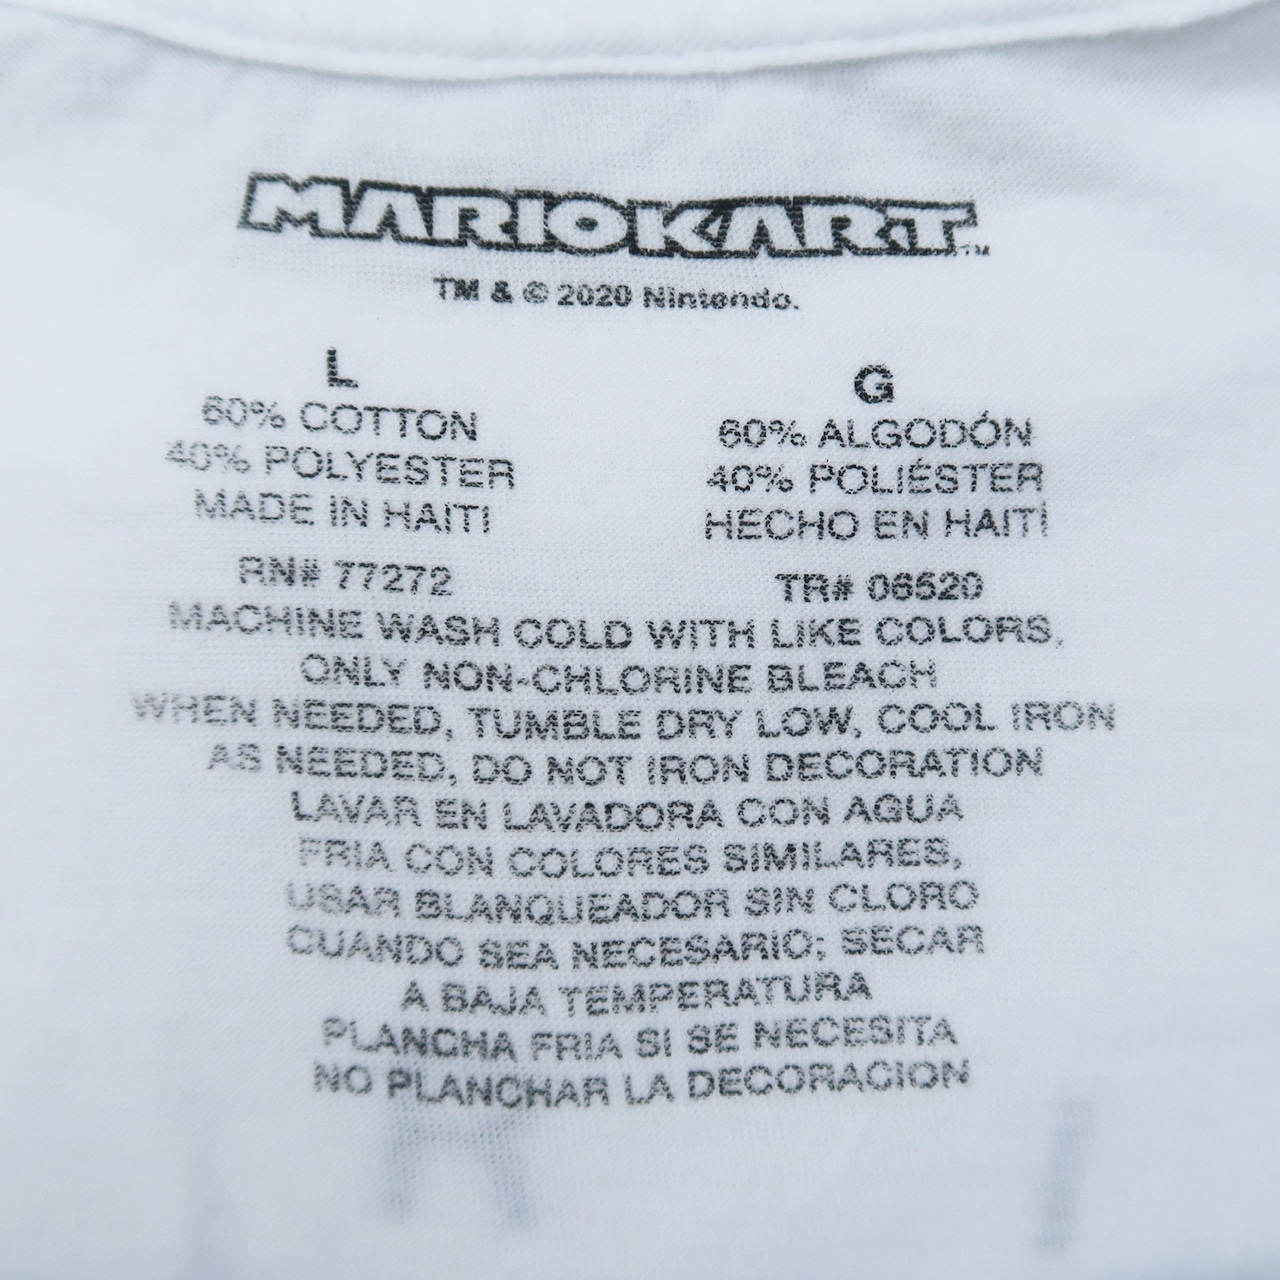 MARIOKART™
TM & © 2020 Nintendo.
L
60% COTTON
40% POLYESTER
MADE IN HAITI
RN# 77272
G
60% ALGODÓN
40% POLIÉSTER
HECHO EN HAITÍ
TR# 06520
MACHINE WASH COLD WITH LIKE COLORS,
ONLY NON-CHLORINE BLEACH
WHEN NEEDED, TUMBLE DRY LOW, COOL IRON
AS NEEDED, DO NOT IRON DECORATION
LAVAR EN LAVADORA CON AGUA
FRIA CON COLORES SIMILARES,
USAR BLANQUEADOR SIN CLORO
CUANDO SEA NECESARIO; SECAR
A BAJA TEMPERATURA
PLANCHA FRIA SI SE NECESITA
NO PLANCHAR LA DECORACION